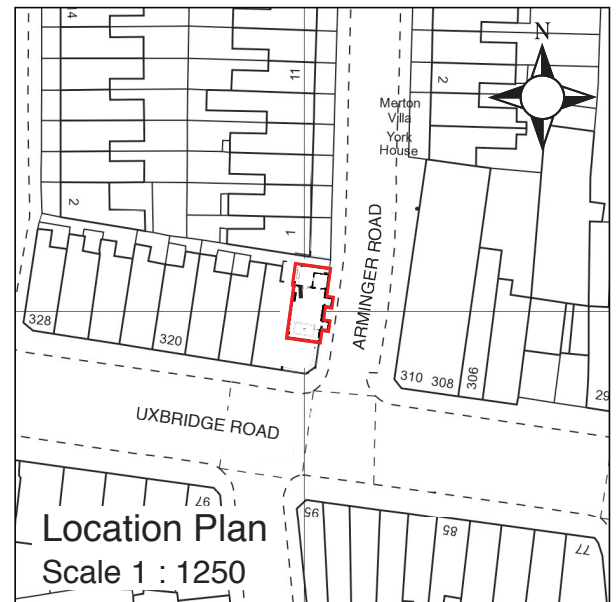 14
11
2
N
Merton
Villa
York
House
2
1
ARMINGER ROAD
328
320
310 308 306
29
UXBRIDGE ROAD
97
95
85
77
Location Plan
Scale 1 : 1250